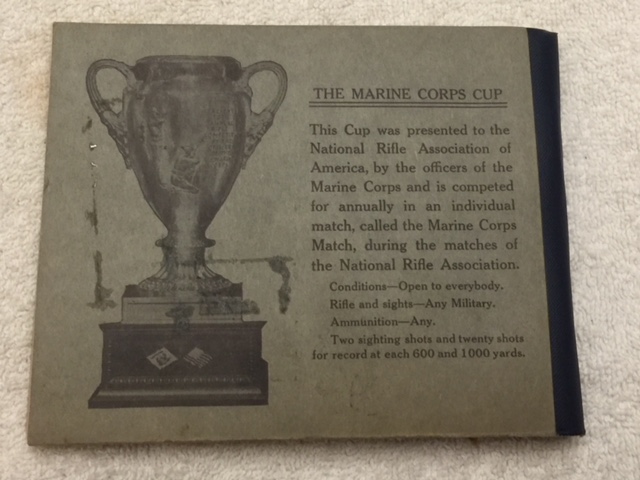 THE MARINE CORPS CUP
This Cup was presented to the
National Rifle Association of
America, by the officers of the
Marine Corps and is competed
for annually in an individual
match, called the Marine Corps
Match, during the matches of
the National Rifle Association.
Conditions—Open to everybody.
Rifle and sights—Any Military.
Ammunition—Any.
Two sighting shots and twenty shots
for record at each 600 and 1000 yards.